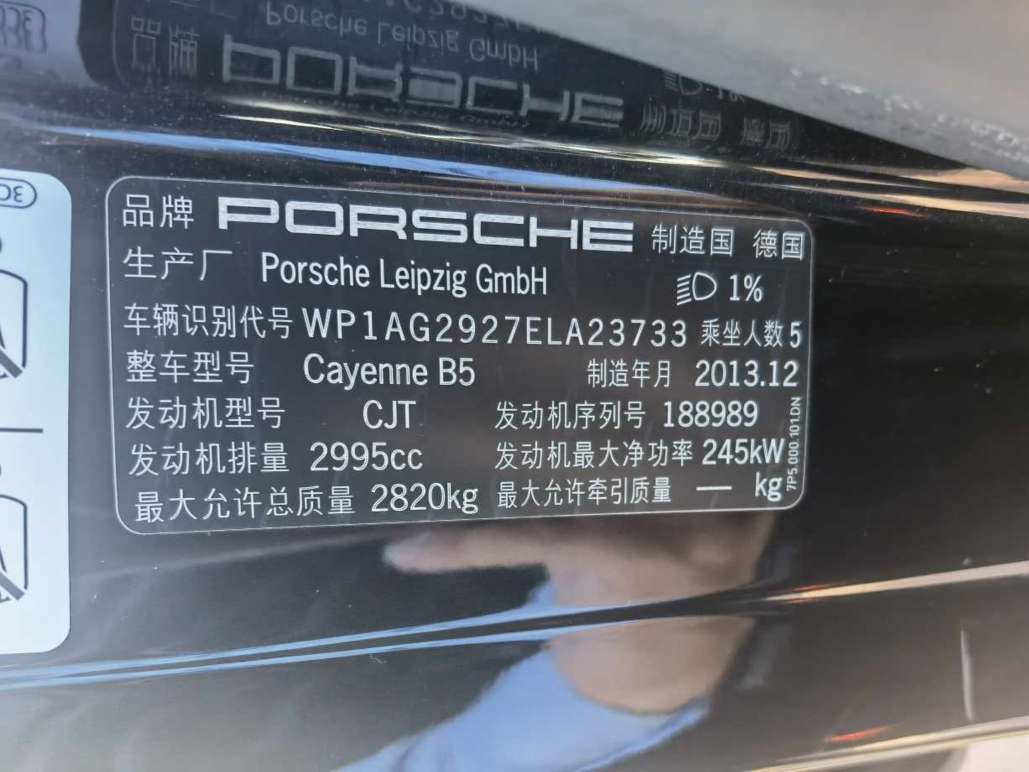 品牌 PORSCHE 制造国 德国
生产厂 Porsche Leipzig GmbH 1%
车辆识别代号 WP1AG2927ELA23733 乘坐人数 5
整车型号 Cayenne B5 制造年月 2013.12
发动机型号 CJT 发动机序列号 188989
发动机排量 2995cc 发动机最大净功率 245kW
最大允许总质量 2820kg 最大允许牵引质量 — kg
7P5.000.101.DN